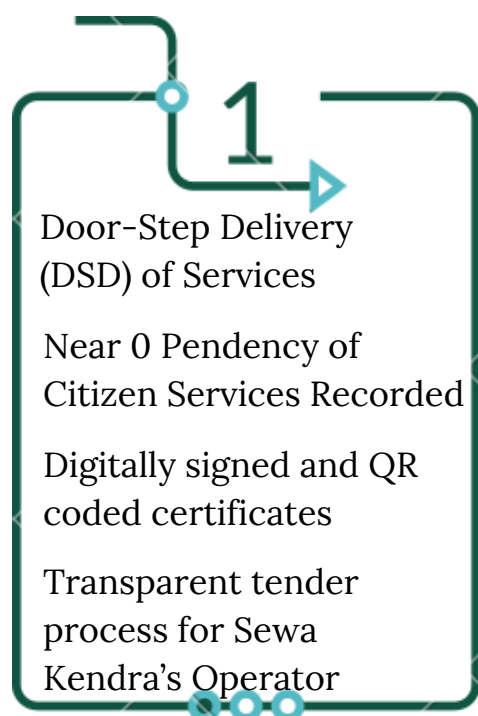 1
Door-Step Delivery
(DSD) of Services
Near 0 Pendency of
Citizen Services Recorded
Digitally signed and QR
coded certificates
Transparent tender
process for Sewa
Kendra’s Operator